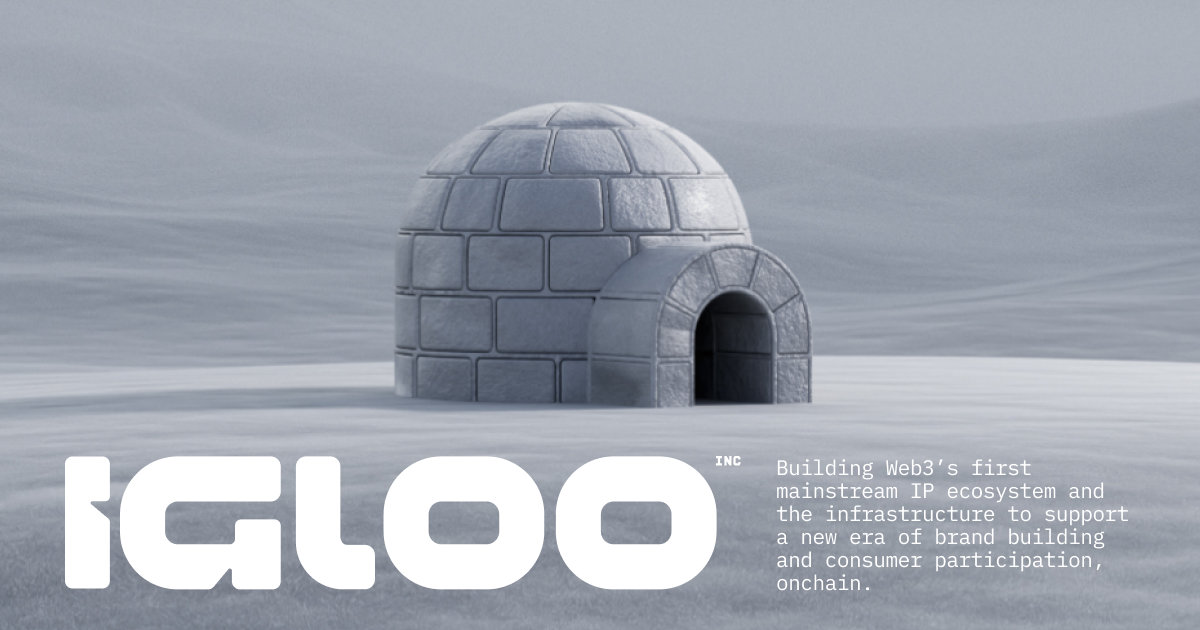 IGLOO INC
Building Web3’s first
mainstream IP ecosystem and
the infrastructure to support
a new era of brand building
and consumer participation,
onchain.